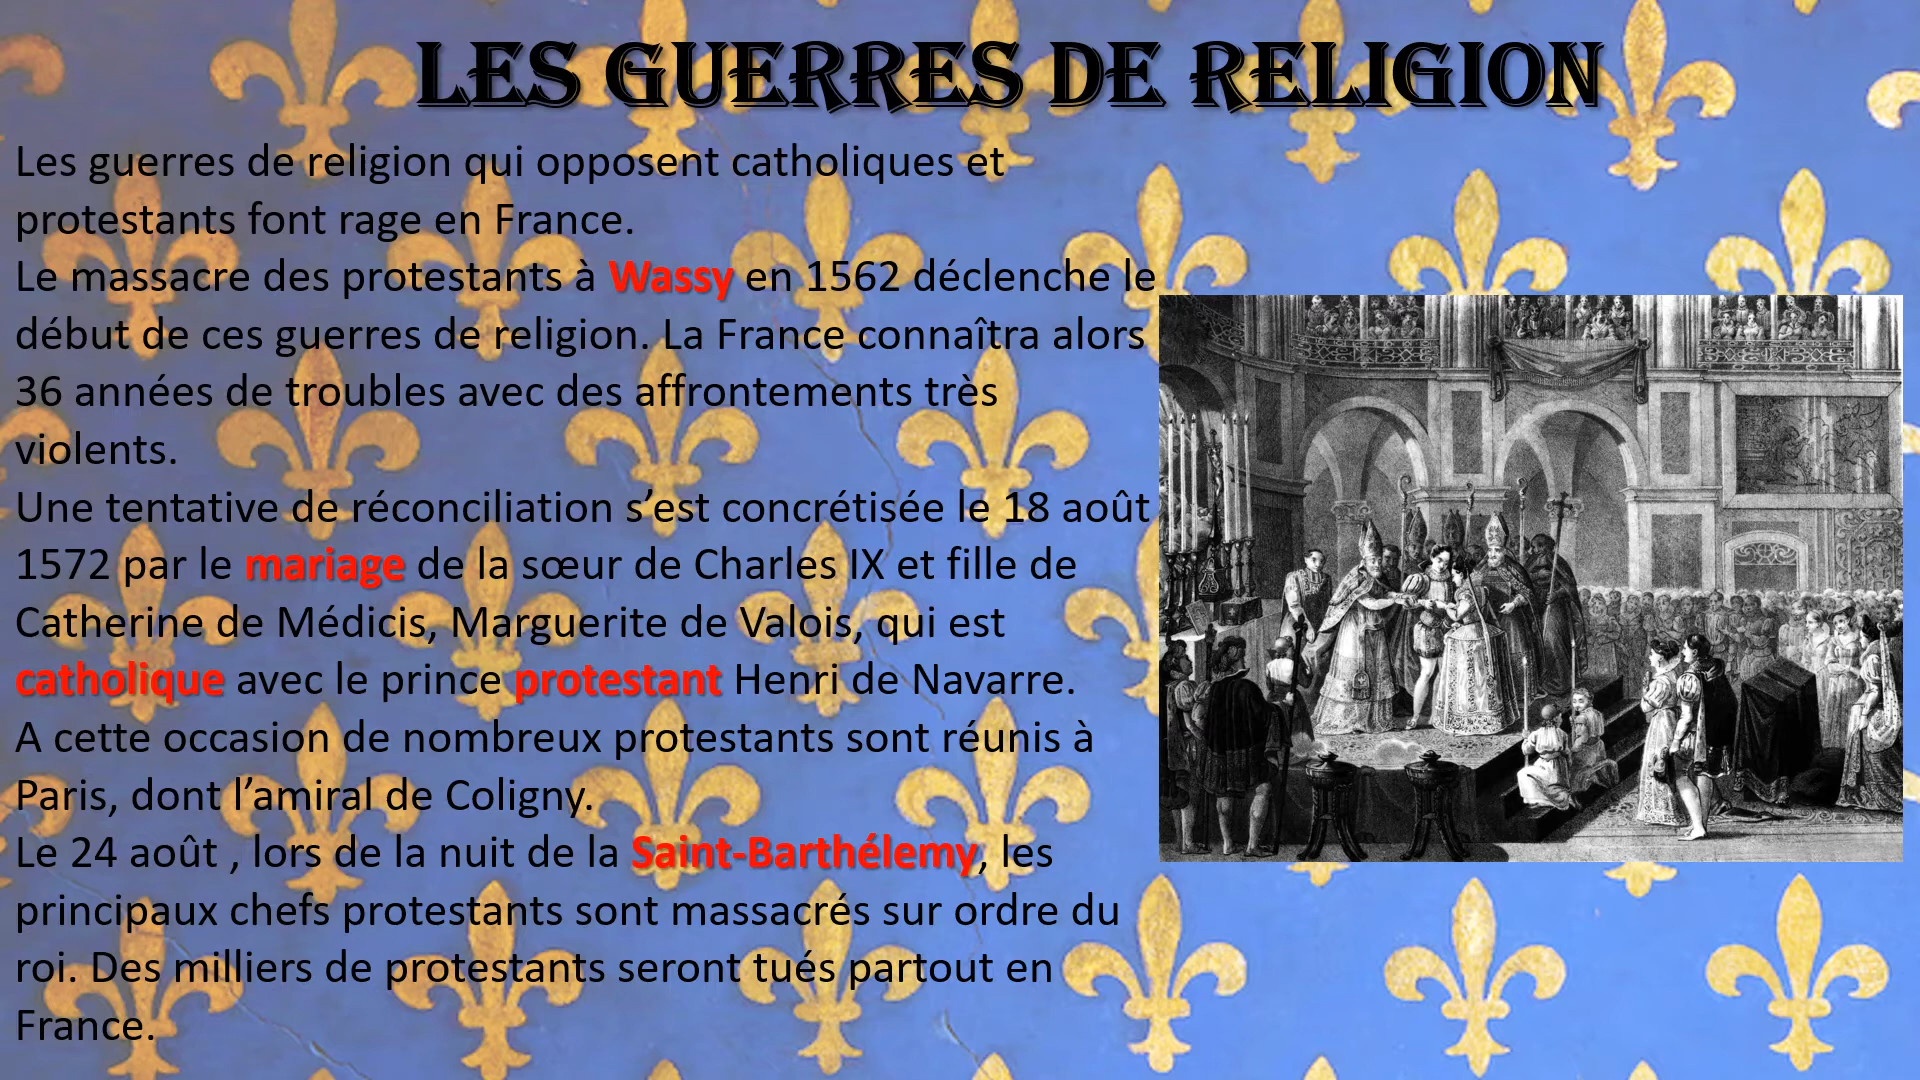 LES GUERRES DE RELIGION
Les guerres de religion qui opposent catholiques et
protestants font rage en France.
Le massacre des protestants à Wassy en 1562 déclenche le
début de ces guerres de religion. La France connaîtra alors
36 années de troubles avec des affrontements très
violents.
Une tentative de réconciliation s’est concrétisée le 18 août
1572 par le mariage de la sœur de Charles IX et fille de
Catherine de Médicis, Marguerite de Valois, qui est
catholique avec le prince protestant Henri de Navarre.
A cette occasion de nombreux protestants sont réunis à
Paris, dont l’amiral de Coligny.
Le 24 août , lors de la nuit de la Saint-Barthélemy, les
principaux chefs protestants sont massacrés sur ordre du
roi. Des milliers de protestants seront tués partout en
France.